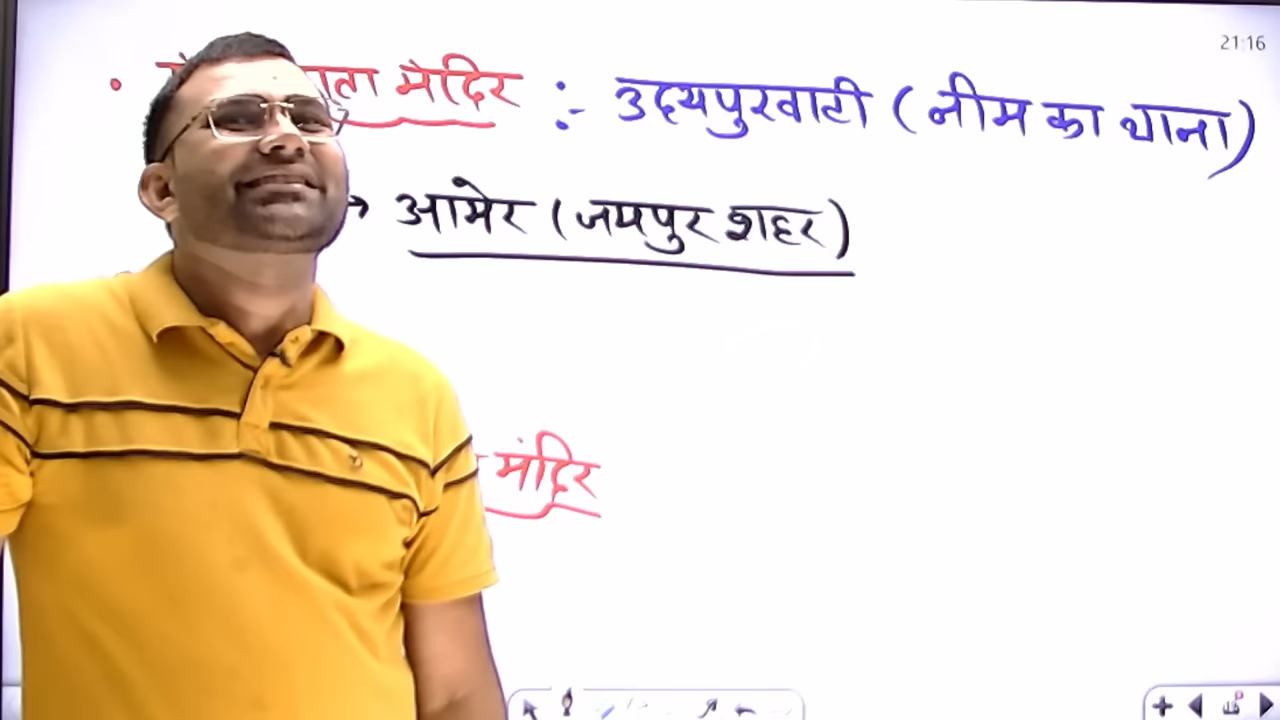 21:16
माता मंदिर :- उदयपुरवाटी (नीम का थाना)
→ आमेर (जयपुर शहर)
मंदिर